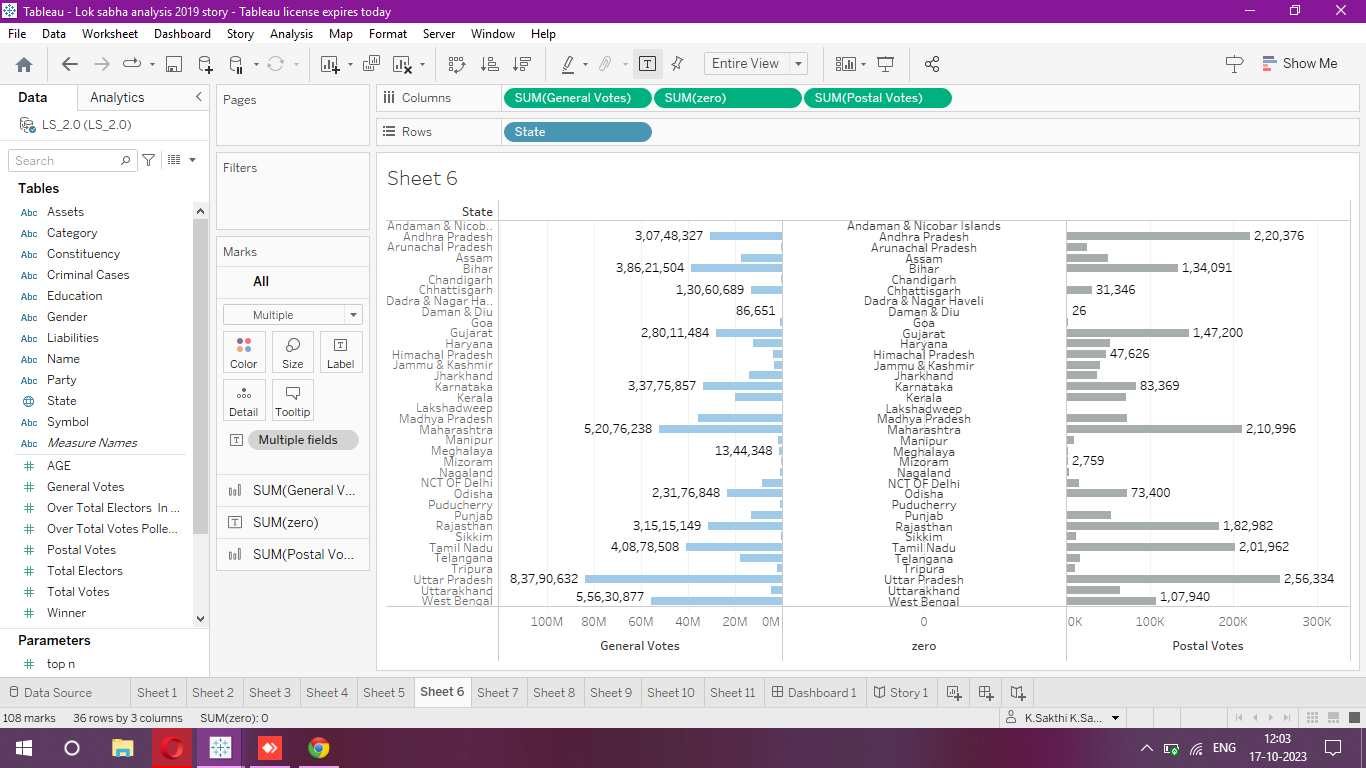 Tableau - Lok sabha analysis 2019 story - Tableau license expires today
File Data Worksheet Dashboard Story Analysis Map Format Server Window Help
Entire View
Show Me
Data Analytics
LS_2.0 (LS_2.0)
Search
Tables
Abc Assets
Abc Category
Abc Constituency
Abc Criminal Cases
Abc Education
Abc Gender
Abc Liabilities
Abc Name
Abc Party
State
Abc Symbol
Abc Measure Names
# AGE
# General Votes
# Over Total Electors In ...
# Over Total Votes Polle...
# Postal Votes
# Total Electors
# Total Votes
# Winner
Parameters
# top n
Pages
Filters
Marks
All
Multiple
Color Size Label
Detail Tooltip
Multiple fields
SUM(General V...
SUM(zero)
SUM(Postal Vo...
Columns SUM(General Votes) SUM(zero) SUM(Postal Votes)
Rows State
Sheet 6
State
Andaman & Nicob.. Andaman & Nicobar Islands
Andhra Pradesh 3,07,48,327 Andhra Pradesh 2,20,376
Arunachal Pradesh Arunachal Pradesh
Assam Assam
Bihar 3,86,21,504 Bihar 1,34,091
Chandigarh Chandigarh
Chhattisgarh 1,30,60,689 Chhattisgarh 31,346
Dadra & Nagar Ha.. Dadra & Nagar Haveli
Daman & Diu 86,651 Daman & Diu 26
Goa Goa
Gujarat 2,80,11,484 Gujarat 1,47,200
Haryana Haryana
Himachal Pradesh Himachal Pradesh 47,626
Jammu & Kashmir Jammu & Kashmir
Jharkhand Jharkhand
Karnataka 3,37,75,857 Karnataka 83,369
Kerala Kerala
Lakshadweep Lakshadweep
Madhya Pradesh Madhya Pradesh
Maharashtra 5,20,76,238 Maharashtra 2,10,996
Manipur Manipur
Meghalaya 13,44,348 Meghalaya
Mizoram Mizoram 2,759
Nagaland Nagaland
NCT OF Delhi NCT OF Delhi
Odisha 2,31,76,848 Odisha 73,400
Puducherry Puducherry
Punjab Punjab
Rajasthan 3,15,15,149 Rajasthan 1,82,982
Sikkim Sikkim
Tamil Nadu 4,08,78,508 Tamil Nadu 2,01,962
Telangana Telangana
Tripura Tripura
Uttar Pradesh 8,37,90,632 Uttar Pradesh 2,56,334
Uttarakhand Uttarakhand
West Bengal 5,56,30,877 West Bengal 1,07,940
100M 80M 60M 40M 20M 0M 0 0K 100K 200K 300K
General Votes zero Postal Votes
Data Source Sheet 1 Sheet 2 Sheet 3 Sheet 4 Sheet 5 Sheet 6 Sheet 7 Sheet 8 Sheet 9 Sheet 10 Sheet 11 Dashboard 1 Story 1
108 marks 36 rows by 3 columns SUM(zero): 0 K.Sakthi K.Sa...
ENG 12:03
17-10-2023